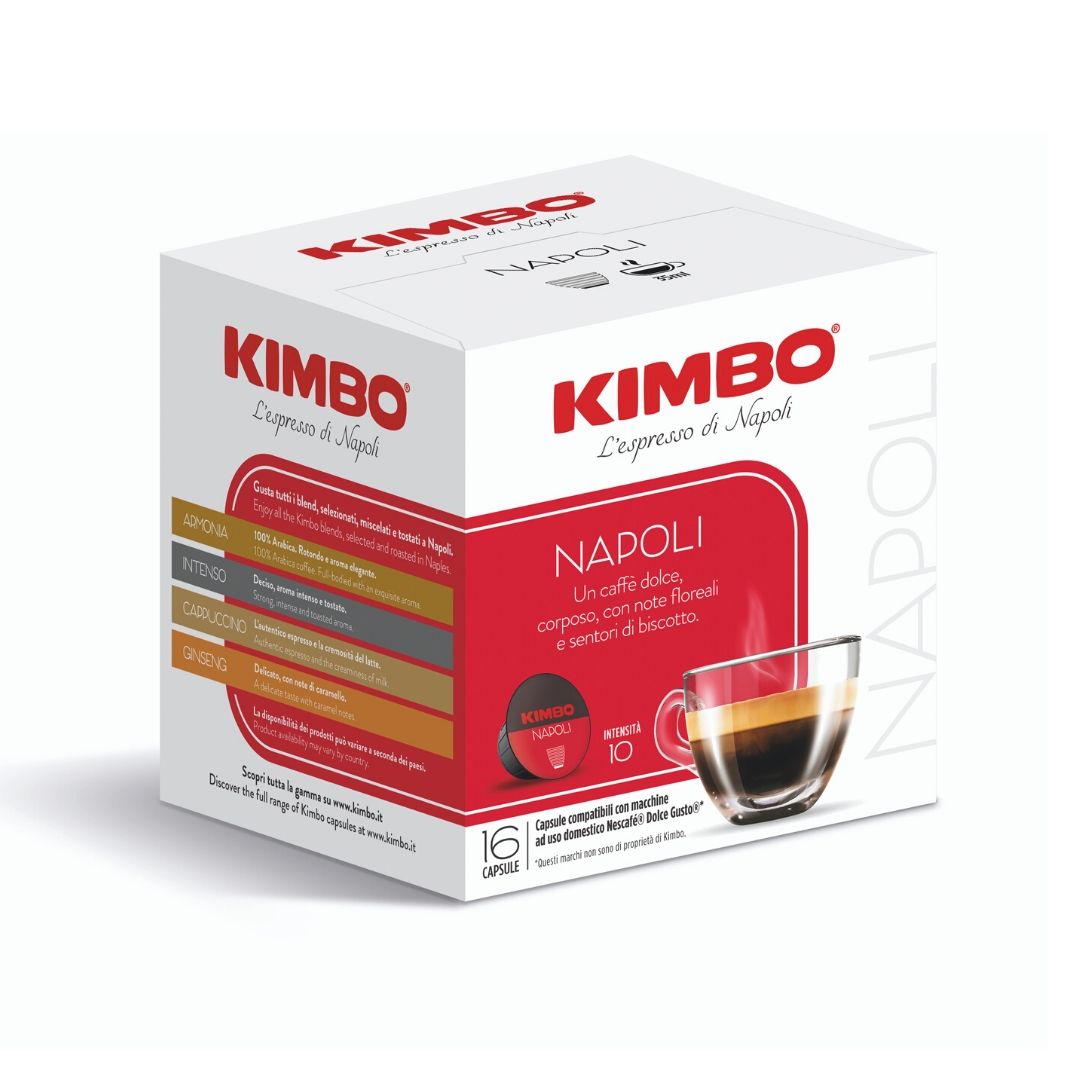 KIMBO®
L'espresso di Napoli
NAPOLI
35ml
KIMBO®
L'espresso di Napoli
Gusta tutti i blend, selezionati, miscelati e tostati a Napoli.
Enjoy all the Kimbo blends, selected and roasted in Naples.
ARMONIA
100% Arabica. Rotondo e aroma elegante.
100% Arabica coffee. Full-bodied with an exquisite aroma.
INTENSO
Deciso, aroma intenso e tostato.
Strong, intense and toasted aroma.
CAPPUCCINO
L'autentico espresso e la cremosità del latte.
Authentic espresso and the creaminess of milk.
GINSENG
Delicato, con note di caramello.
A delicate taste with caramel notes.
La disponibilità dei prodotti può variare a seconda dei paesi.
Product availability may vary by country.
Scopri tutta la gamma su www.kimbo.it
Discover the full range of Kimbo capsules at www.kimbo.it
KIMBO®
L'espresso di Napoli
NAPOLI
Un caffè dolce,
corposo, con note floreali
e sentori di biscotto.
KIMBO
NAPOLI
INTENSITÀ
10
16
CAPSULE
Capsule compatibili con macchine
ad uso domestico Nescafé® Dolce Gusto®*
*Questi marchi non sono di proprietà di Kimbo.
NAPOLI